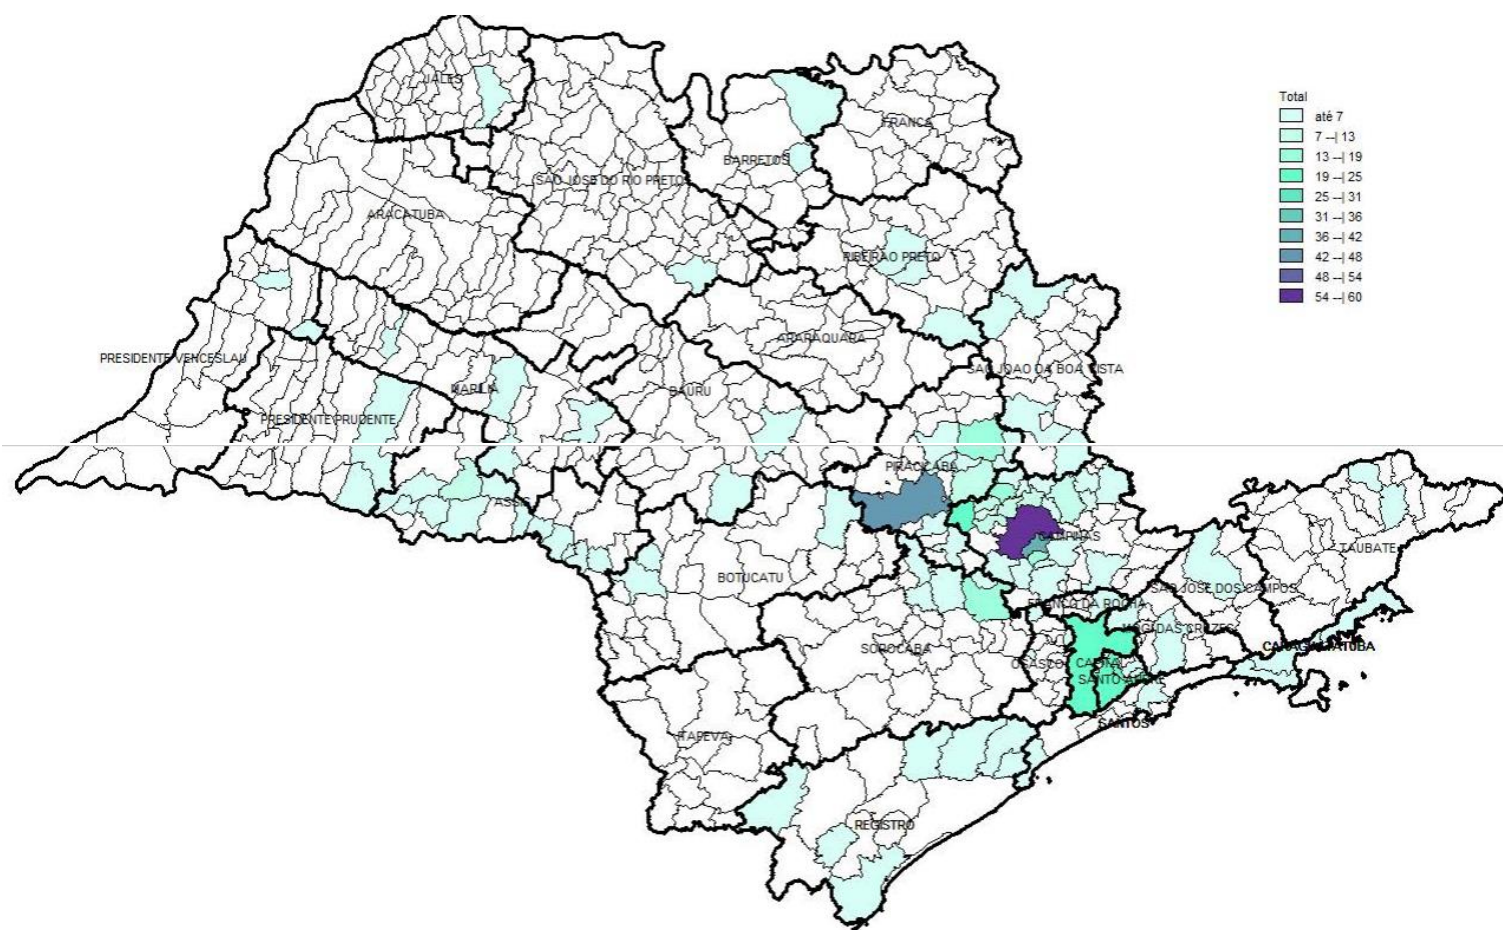 Total
até 7
7 --| 13
13 --| 19
19 --| 25
25 --| 31
31 --| 36
36 --| 42
42 --| 48
48 --| 54
54 --| 60
JALES
FRANCA
BARRETOS
SAO JOSE DO RIO PRETO
ARACATUBA
RIBEIRAO PRETO
ARARAQUARA
PRESIDENTE VENCESLAU
SAO JOAO DA BOA VISTA
MARILIA
BAURU
PRESIDENTE PRUDENTE
PIRACICABA
ASSIS
CAMPINAS
TAUBATE
BOTUCATU
SAO JOSE DOS CAMPOS
FRANCO DA ROCHA
MOGI DAS CRUZES
SOROCABA
CARAGUATATUBA
OSASCO
CAPITAL
SANTO ANDRE
SANTOS
ITAPEVA
REGISTRO